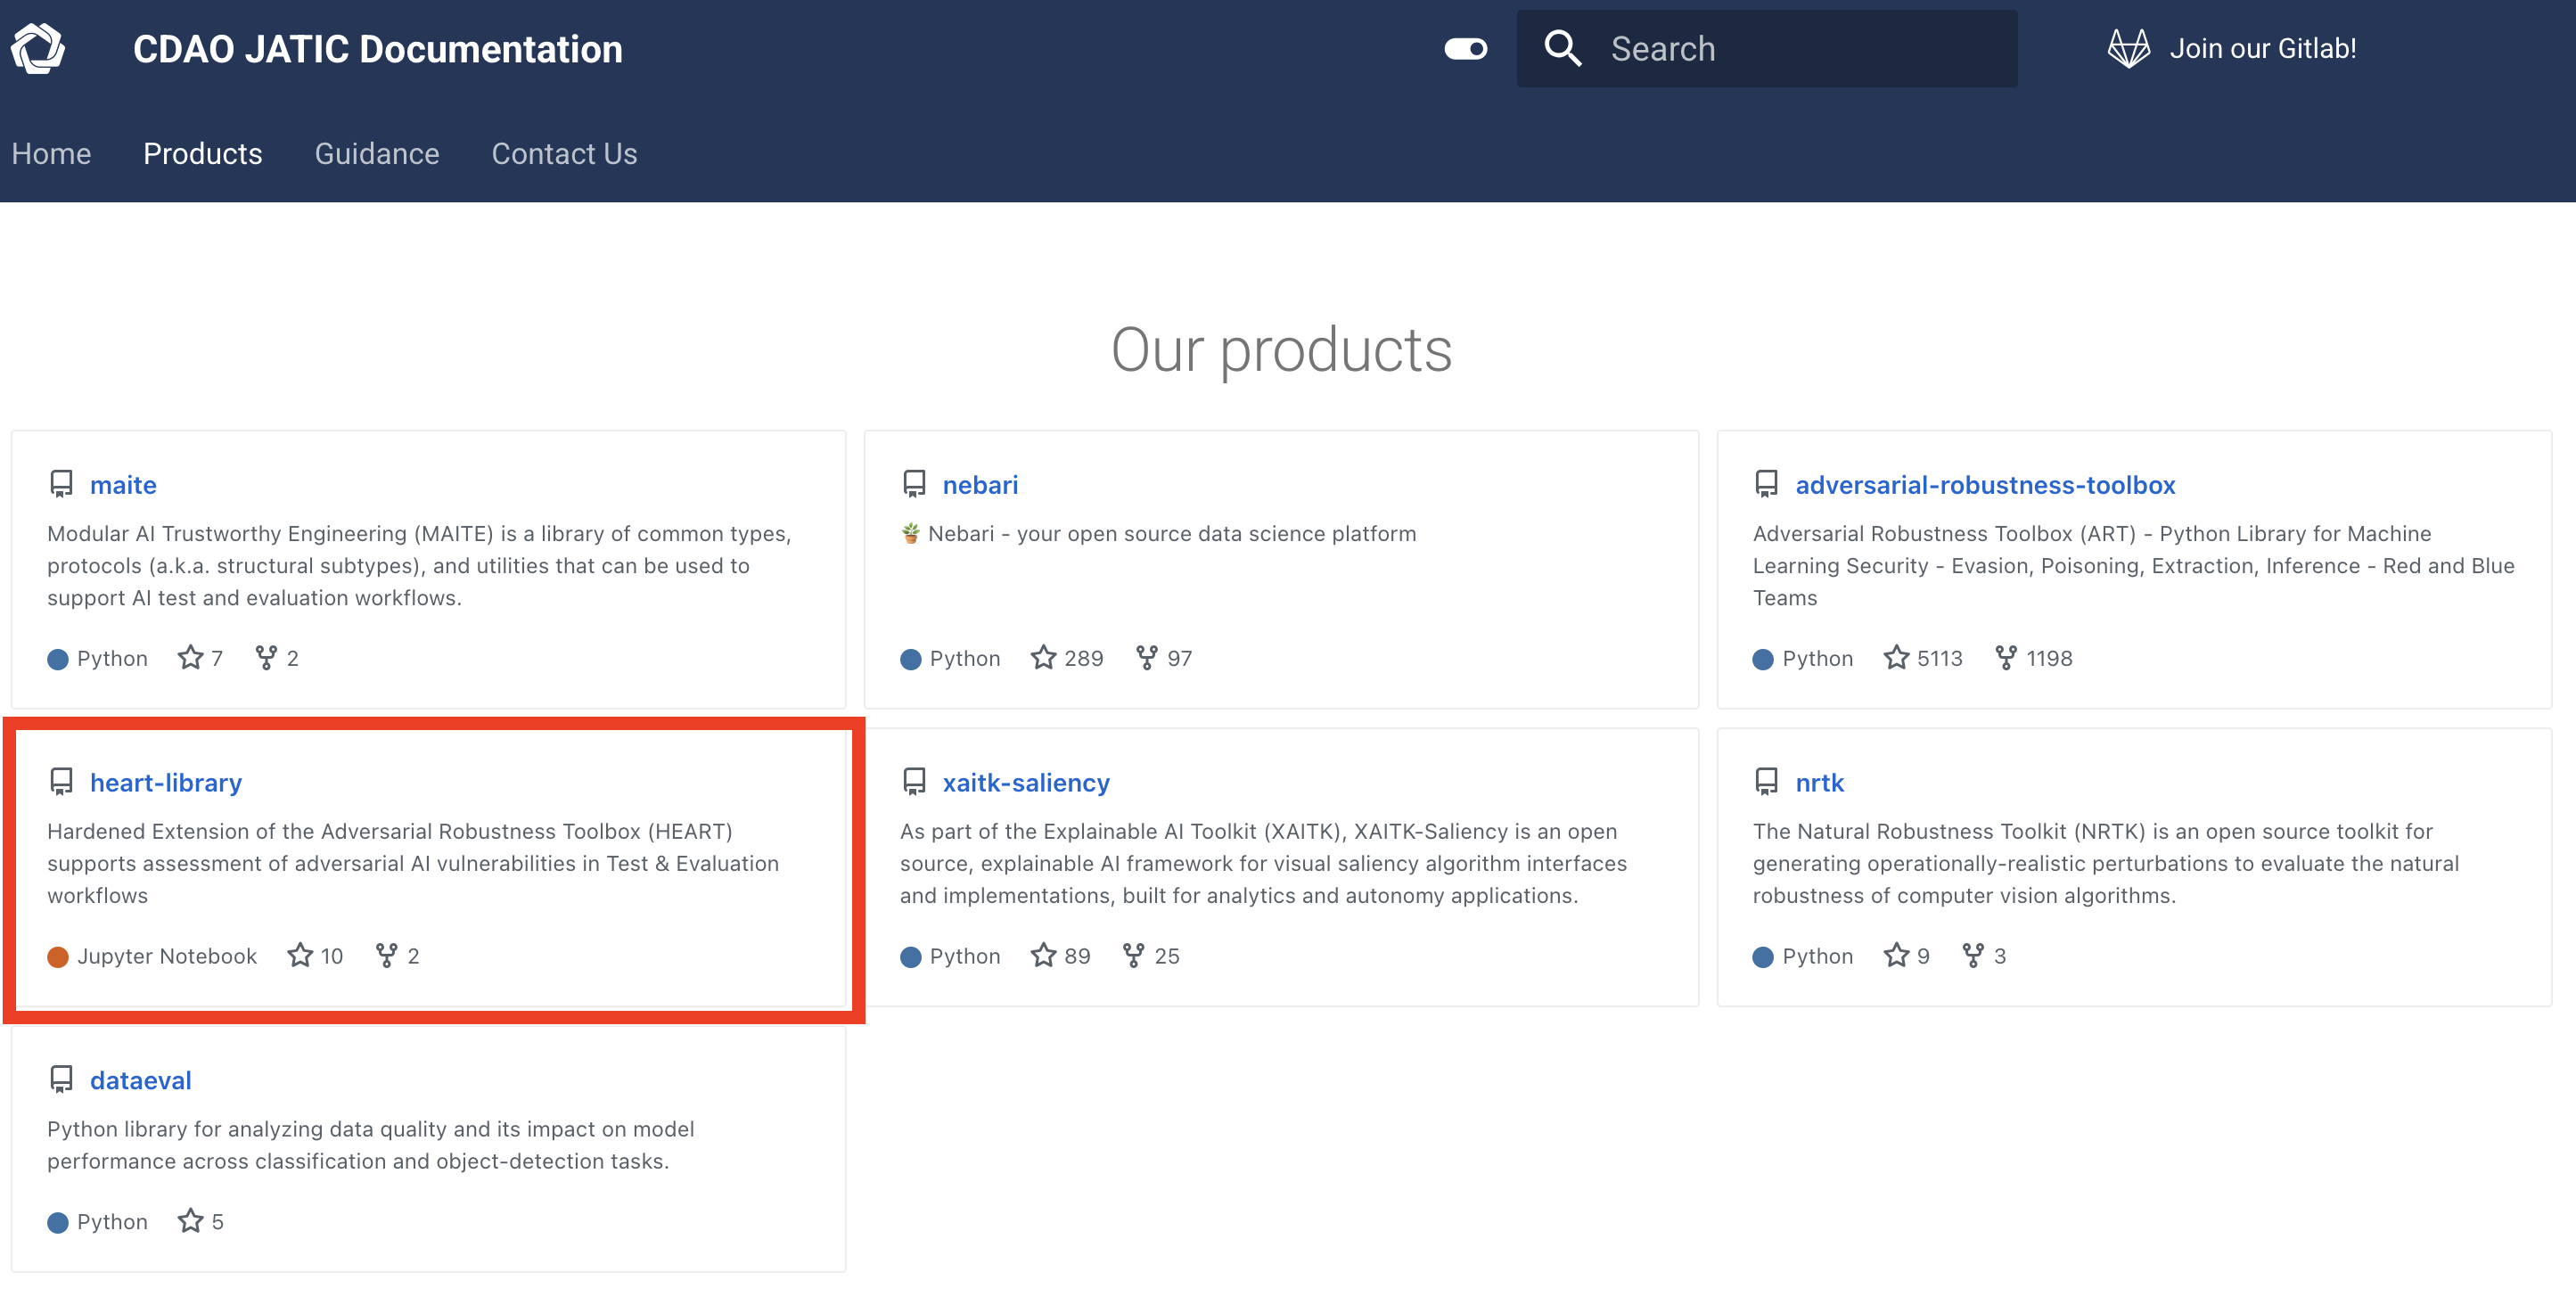 CDAO JATIC Documentation
Search
Join our Gitlab!
Home Products Guidance Contact Us
Our products
maite
Modular AI Trustworthy Engineering (MAITE) is a library of common types,
protocols (a.k.a. structural subtypes), and utilities that can be used to
support AI test and evaluation workflows.
Python 7 2
nebari
🪴 Nebari - your open source data science platform
Python 289 97
adversarial-robustness-toolbox
Adversarial Robustness Toolbox (ART) - Python Library for Machine
Learning Security - Evasion, Poisoning, Extraction, Inference - Red and Blue
Teams
Python 5113 1198
heart-library
Hardened Extension of the Adversarial Robustness Toolbox (HEART)
supports assessment of adversarial AI vulnerabilities in Test & Evaluation
workflows
Jupyter Notebook 10 2
xaitk-saliency
As part of the Explainable AI Toolkit (XAITK), XAITK-Saliency is an open
source, explainable AI framework for visual saliency algorithm interfaces
and implementations, built for analytics and autonomy applications.
Python 89 25
nrtk
The Natural Robustness Toolkit (NRTK) is an open source toolkit for
generating operationally-realistic perturbations to evaluate the natural
robustness of computer vision algorithms.
Python 9 3
dataeval
Python library for analyzing data quality and its impact on model
performance across classification and object-detection tasks.
Python 5